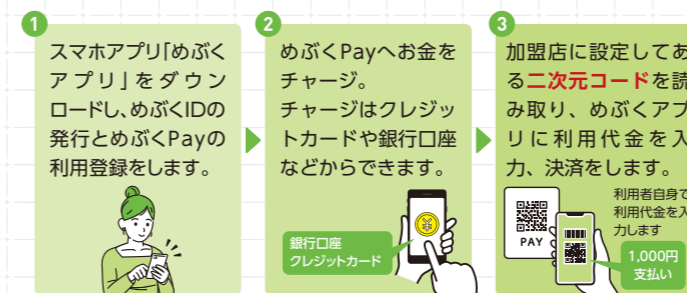 1
スマホアプリ「めぶく
アプリ」をダウン
ロードし、めぶくIDの
発行とめぶくPayの
利用登録をします。
2
めぶくPayへお金を
チャージ。
チャージはクレジッ
トカードや銀行口座
などからできます。
銀行口座
クレジットカード
3
加盟店に設定してあ
る二次元コードを読
み取り、めぶくアプ
リに利用代金を入
力、決済をします。
利用者自身で
利用代金を入
力します
PAY
1,000円
支払い